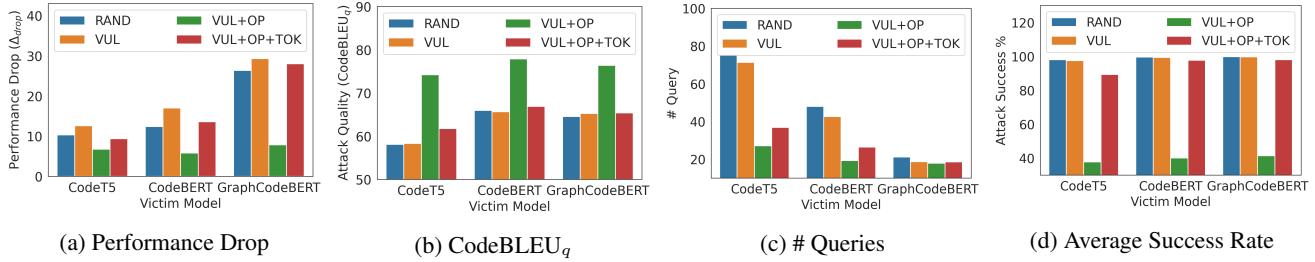 Performance Drop (Δdrop)
40
30
20
10
0
RAND
VUL
VUL+OP
VUL+OP+TOK
CodeT5
CodeBERT
GraphCodeBERT
Victim Model
(a) Performance Drop
Attack Quality (CodeBLEUq)
90
85
80
75
70
65
60
55
50
RAND
VUL
VUL+OP
VUL+OP+TOK
CodeT5
CodeBERT
GraphCodeBERT
Victim Model
(b) CodeBLEUq
# Query
100
80
60
40
20
RAND
VUL
VUL+OP
VUL+OP+TOK
CodeT5
CodeBERT
GraphCodeBERT
Victim Model
(c) # Queries
Attack Success %
120
100
80
60
40
RAND
VUL
VUL+OP
VUL+OP+TOK
CodeT5
CodeBERT
GraphCodeBERT
Victim Model
(d) Average Success Rate